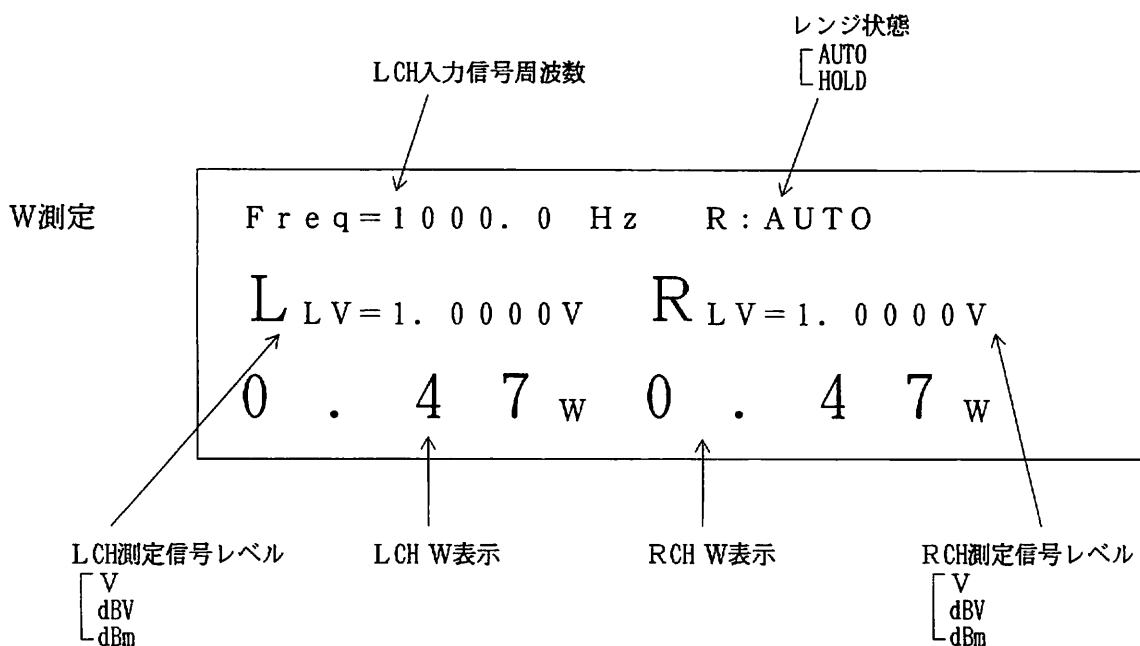 レンジ状態
AUTO
HOLD
LCH入力信号周波数
W測定
Freq=1000.0 Hz R:AUTO
L LV=1.0000V R LV=1.0000V
0.47W 0.47W
LCH測定信号レベル
V
dBV
dBm
LCH W表示
RCH W表示
RCH測定信号レベル
V
dBV
dBm